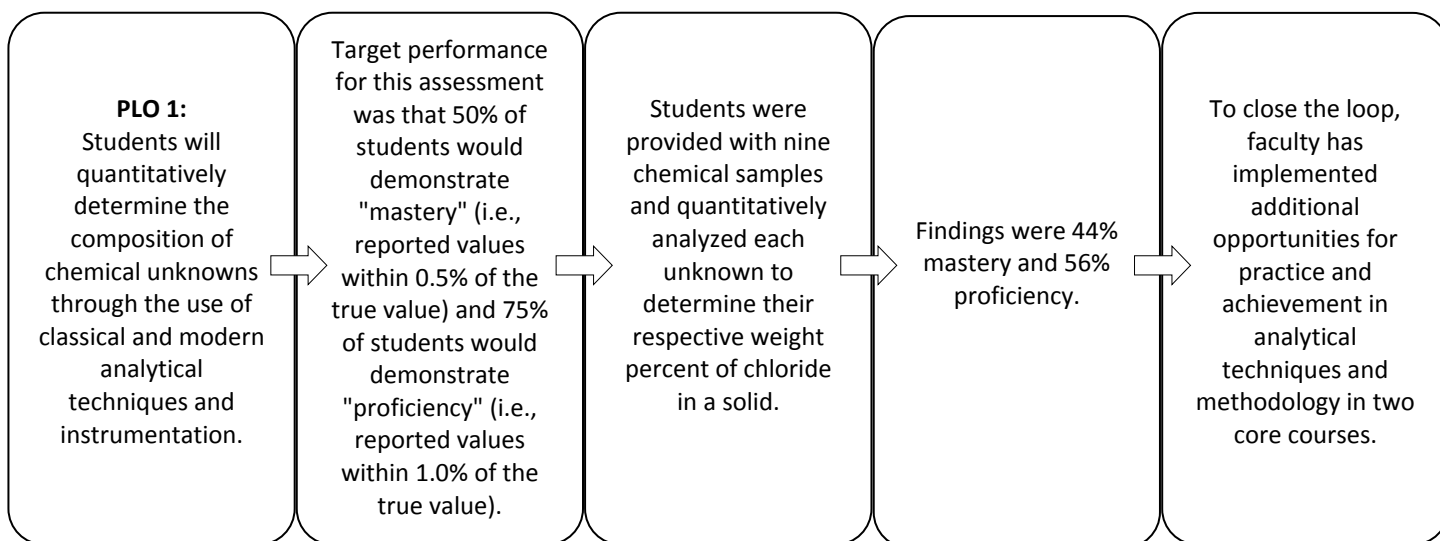 PLO 1:
Students will
quantitatively
determine the
composition of
chemical unknowns
through the use of
classical and modern
analytical
techniques and
instrumentation.
Target performance
for this assessment
was that 50% of
students would
demonstrate
"mastery" (i.e.,
reported values
within 0.5% of the
true value) and 75%
of students would
demonstrate
"proficiency" (i.e.,
reported values
within 1.0% of the
true value).
Students were
provided with nine
chemical samples
and quantitatively
analyzed each
unknown to
determine their
respective weight
percent of chloride
in a solid.
Findings were 44%
mastery and 56%
proficiency.
To close the loop,
faculty has
implemented
additional
opportunities for
practice and
achievement in
analytical
techniques and
methodology in two
core courses.